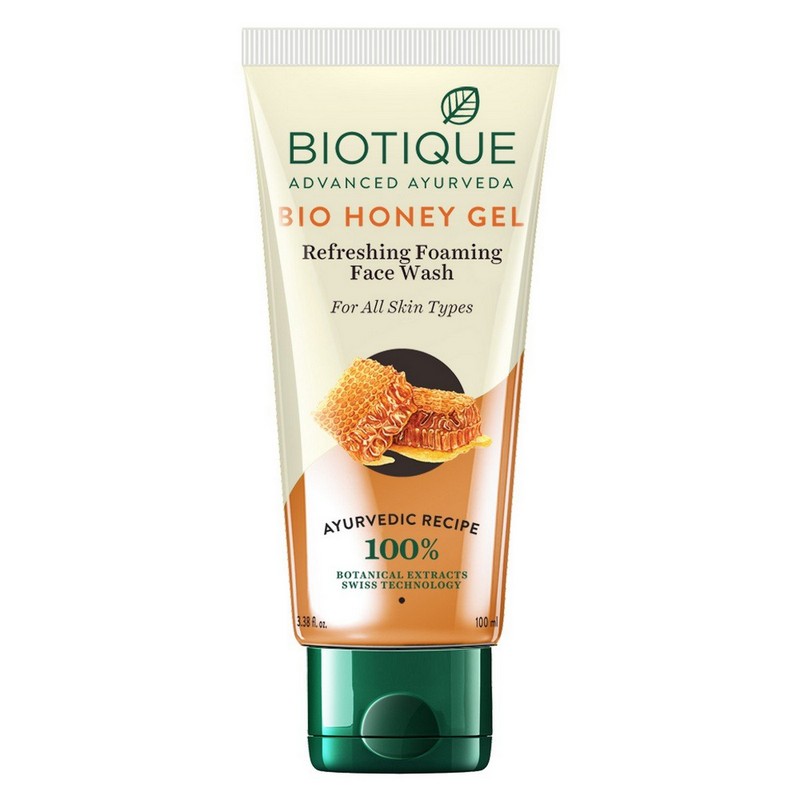 BIOTIQUE
ADVANCED AYURVEDA
BIO HONEY GEL
Refreshing Foaming
Face Wash
For All Skin Types
AYURVEDIC RECIPE
100%
BOTANICAL EXTRACTS
SWISS TECHNOLOGY
3.38 fl. oz. 100 ml